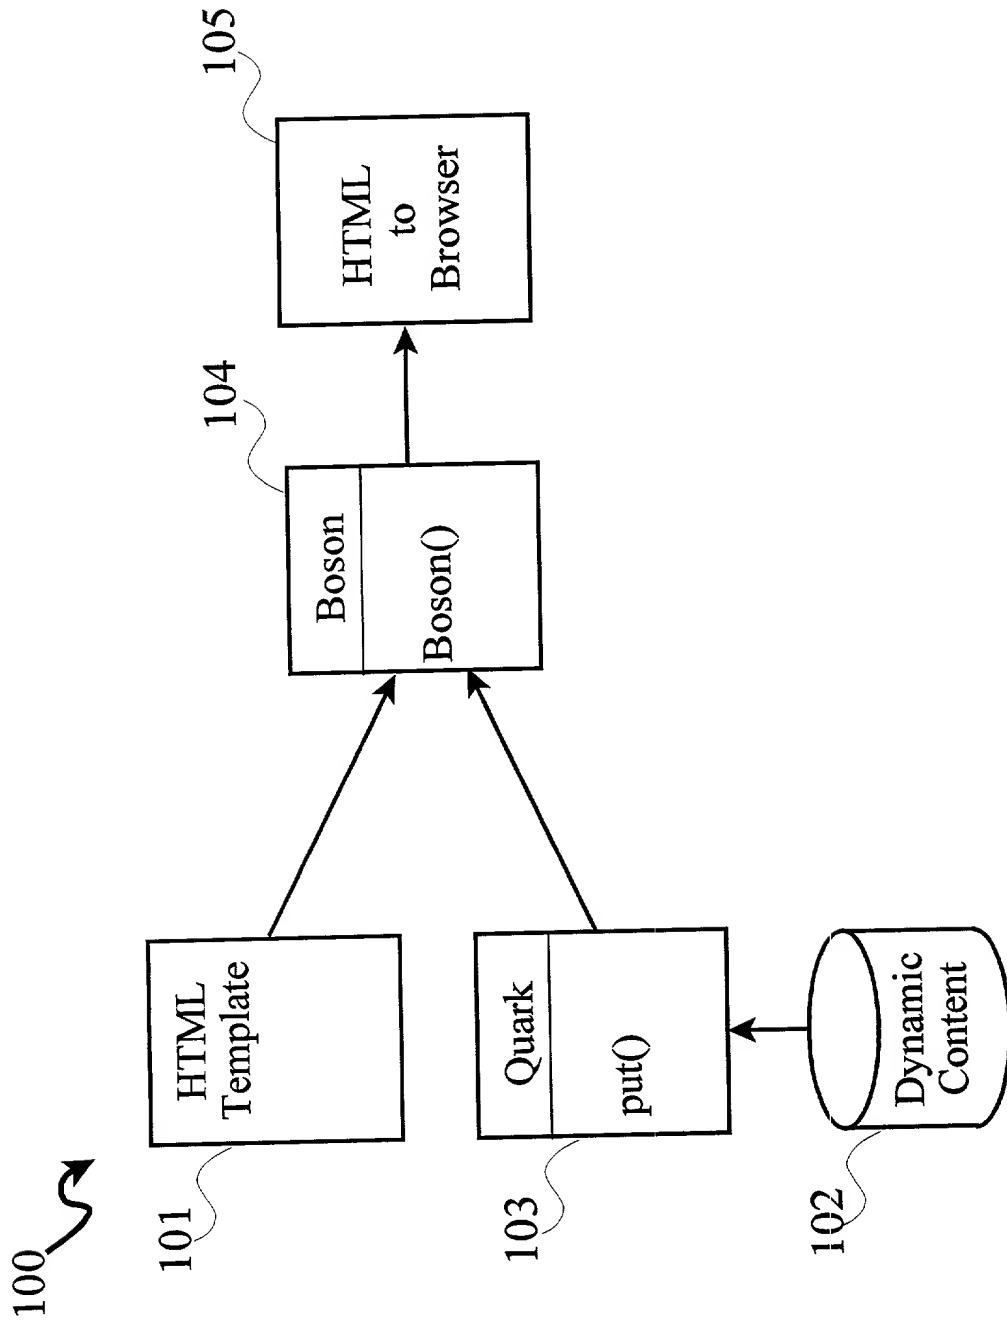 100
101
HTML
Template
103
Quark
put()
102
Dynamic
Content
104
Boson
Boson()
105
HTML
to
Browser